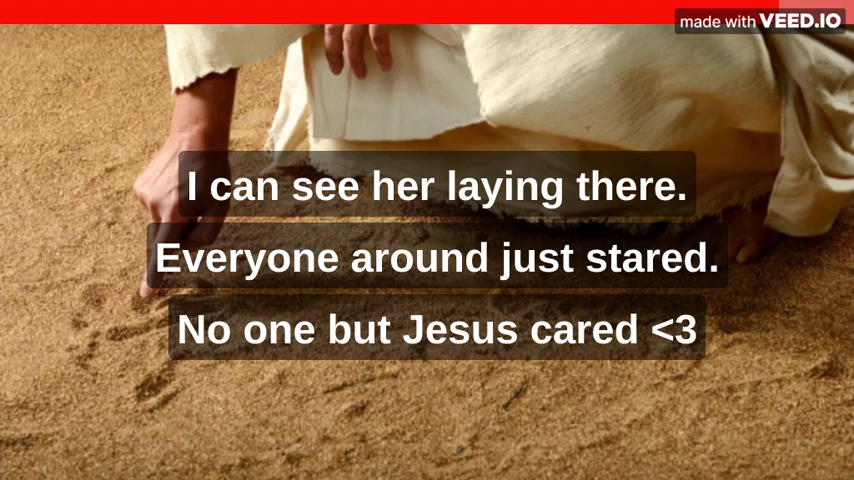 made with VEED.IO
I can see her laying there.
Everyone around just stared.
No one but Jesus cared <3